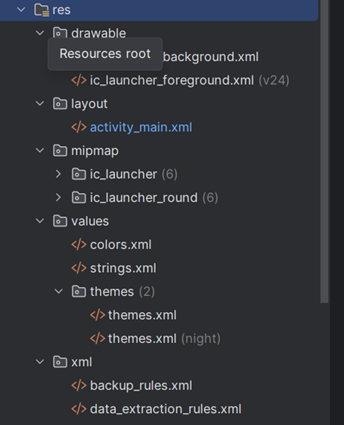 res
drawable
Resources root
background.xml
</> ic_launcher_foreground.xml (v24)
layout
</> activity_main.xml
mipmap
ic_launcher (6)
ic_launcher_round (6)
values
</> colors.xml
</> strings.xml
themes (2)
</> themes.xml
</> themes.xml (night)
xml
</> backup_rules.xml
</> data_extraction_rules.xml